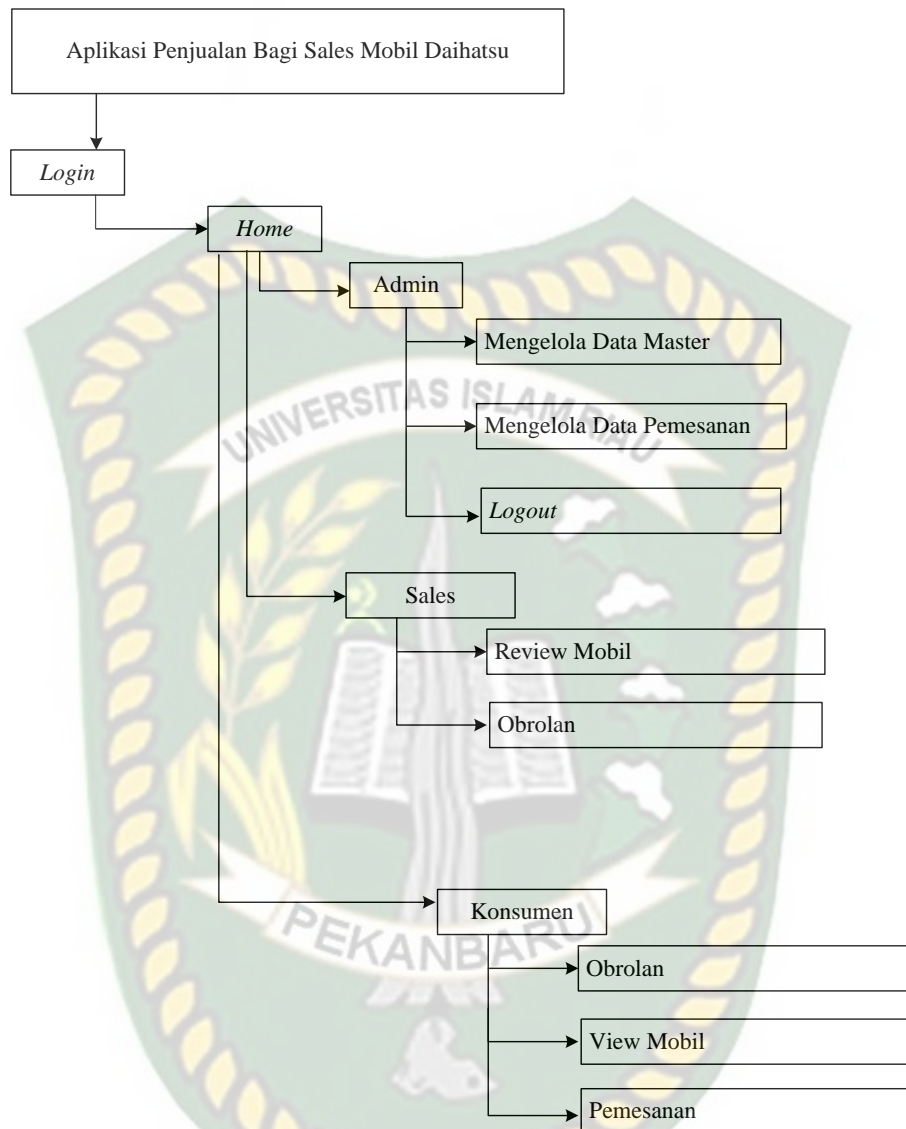 Aplikasi Penjualan Bagi Sales Mobil Daihatsu
Login
Home
Admin
Mengelola Data Master
UNIVERSITAS ISLAM RIAU
Mengelola Data Pemesanan
Logout
Sales
Review Mobil
Obrolan
Konsumen
PEKANBARU
Obrolan
View Mobil
Pemesanan